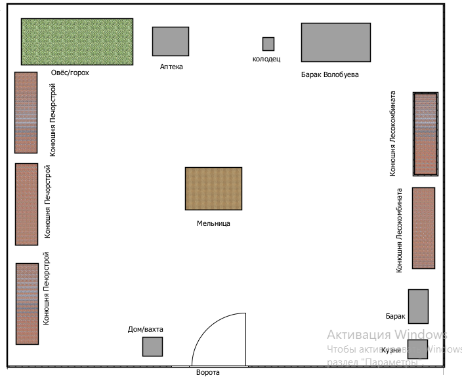 Овёс/горох
Аптека
колодец
Барак Волобуева
Конюшня Печорстрой
Конюшня Лесокомбината
Конюшня Печорстрой
Конюшня Лесокомбината
Мельница
Конюшня Печорстрой
Барак
Дом/вахта
Активация Windows
Чтобы активировать Windows
раздел "Параметры
Ворота